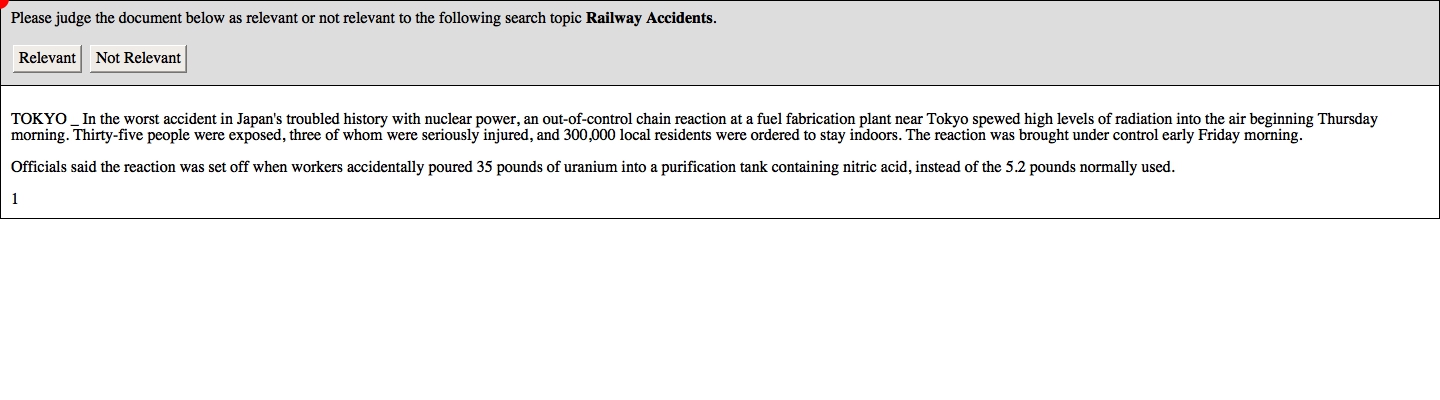 Please judge the document below as relevant or not relevant to the following search topic Railway Accidents.
Relevant Not Relevant
TOKYO _ In the worst accident in Japan's troubled history with nuclear power, an out-of-control chain reaction at a fuel fabrication plant near Tokyo spewed high levels of radiation into the air beginning Thursday
morning. Thirty-five people were exposed, three of whom were seriously injured, and 300,000 local residents were ordered to stay indoors. The reaction was brought under control early Friday morning.
Officials said the reaction was set off when workers accidentally poured 35 pounds of uranium into a purification tank containing nitric acid, instead of the 5.2 pounds normally used.
1